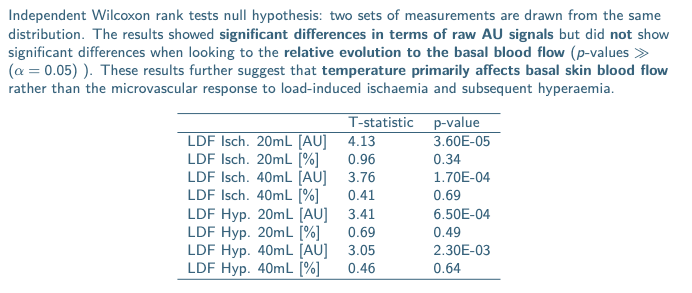 Independent Wilcoxon rank tests null hypothesis: two sets of measurements are drawn from the same
distribution. The results showed significant differences in terms of raw AU signals but did not show
significant differences when looking to the relative evolution to the basal blood flow (p-values ≫
(α = 0.05) ). These results further suggest that temperature primarily affects basal skin blood flow
rather than the microvascular response to load-induced ischaemia and subsequent hyperaemia.
T-statistic p-value
LDF Isch. 20mL [AU] 4.13 3.60E-05
LDF Isch. 20mL [%] 0.96 0.34
LDF Isch. 40mL [AU] 3.76 1.70E-04
LDF Isch. 40mL [%] 0.41 0.69
LDF Hyp. 20mL [AU] 3.41 6.50E-04
LDF Hyp. 20mL [%] 0.69 0.49
LDF Hyp. 40mL [AU] 3.05 2.30E-03
LDF Hyp. 40mL [%] 0.46 0.64